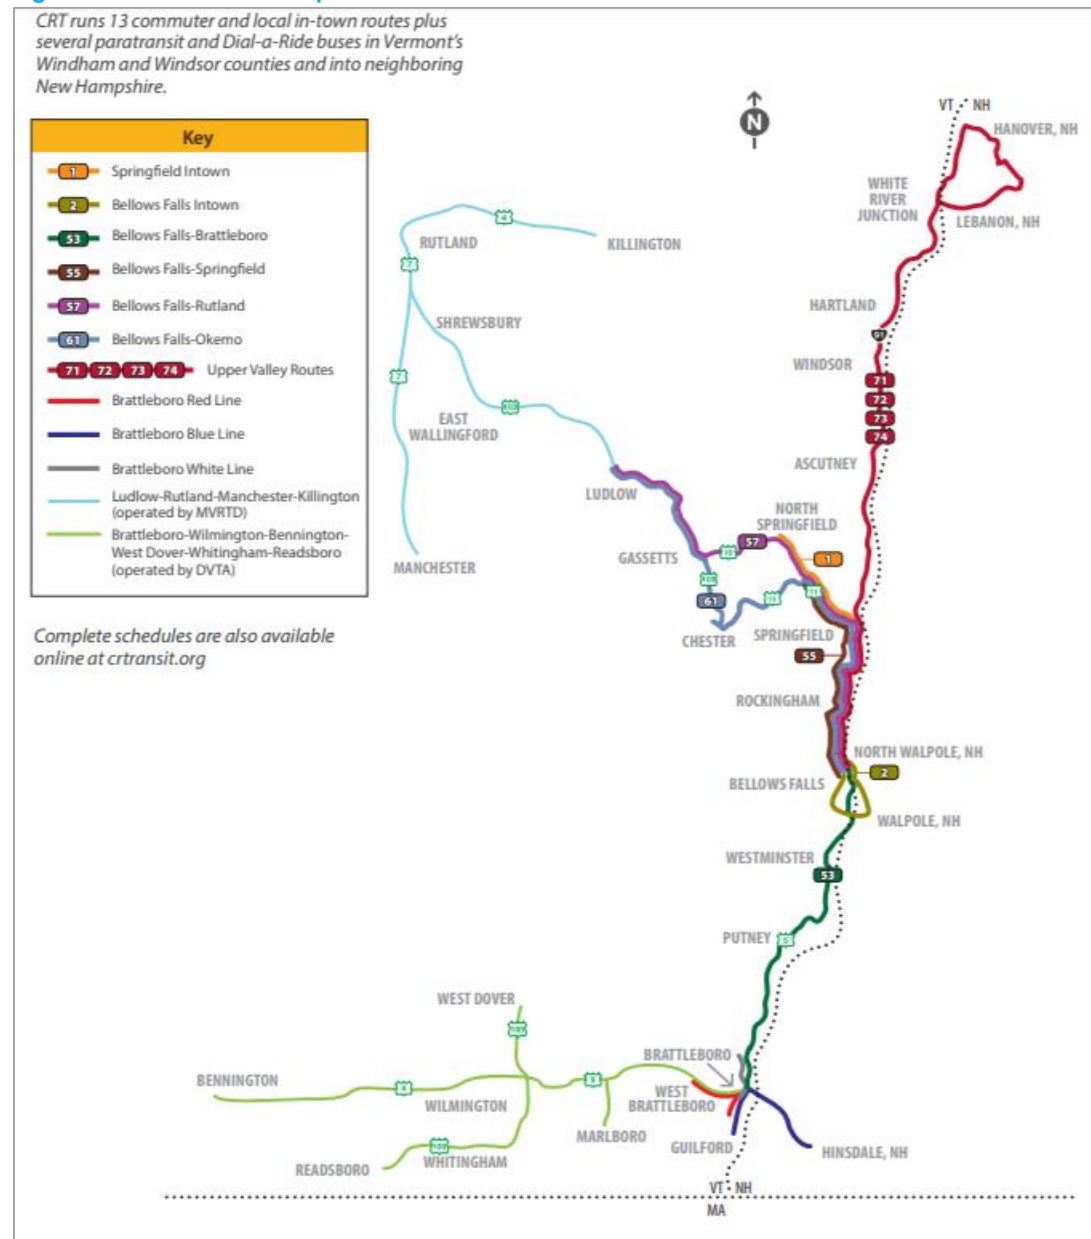 CRT runs 13 commuter and local in-town routes plus
several paratransit and Dial-a-Ride buses in Vermont's
Windham and Windsor counties and into neighboring
New Hampshire.
Key
1 Springfield Intown
2 Bellows Falls Intown
53 Bellows Falls-Brattleboro
55 Bellows Falls-Springfield
57 Bellows Falls-Rutland
61 Bellows Falls-Okemo
71 72 73 74 Upper Valley Routes
Brattleboro Red Line
Brattleboro Blue Line
Brattleboro White Line
Ludlow-Rutland-Manchester-Killington
(operated by MVRTD)
Brattleboro-Wilmington-Bennington-
West Dover-Whitingham-Readsboro
(operated by DVTA)
Complete schedules are also available
online at crtransit.org
N
VT NH
HANOVER, NH
WHITE
RIVER
JUNCTION
LEBANON, NH
4
RUTLAND
KILLINGTON
7
HARTLAND
SHREWSBURY
91
WINDSOR
7
71
72
73
74
103
EAST
WALLINGFORD
ASCUTNEY
LUDLOW
NORTH
SPRINGFIELD
57
GASSETTS
1
MANCHESTER
103
61
CHESTER
SPRINGFIELD
55
ROCKINGHAM
NORTH WALPOLE, NH
2
BELLOWS FALLS
WALPOLE, NH
WESTMINSTER
53
PUTNEY
5
WEST DOVER
BRATTLEBORO
BENNINGTON
9
9
WILMINGTON
WEST
BRATTLEBORO
MARLBORO
GUILFORD
HINSDALE, NH
READSBORO
WHITINGHAM
VT NH
MA